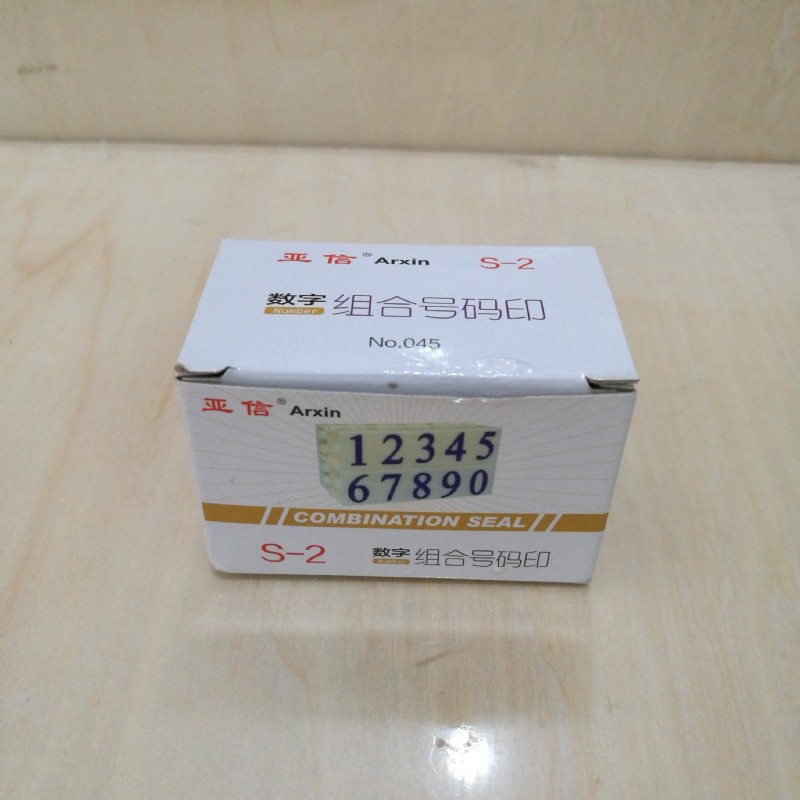 亚信® Arxin S-2
数字 组合号码印
Number
No.045
亚信® Arxin
12345
67890
COMBINATION SEAL
S-2 数字 组合号码印
Number